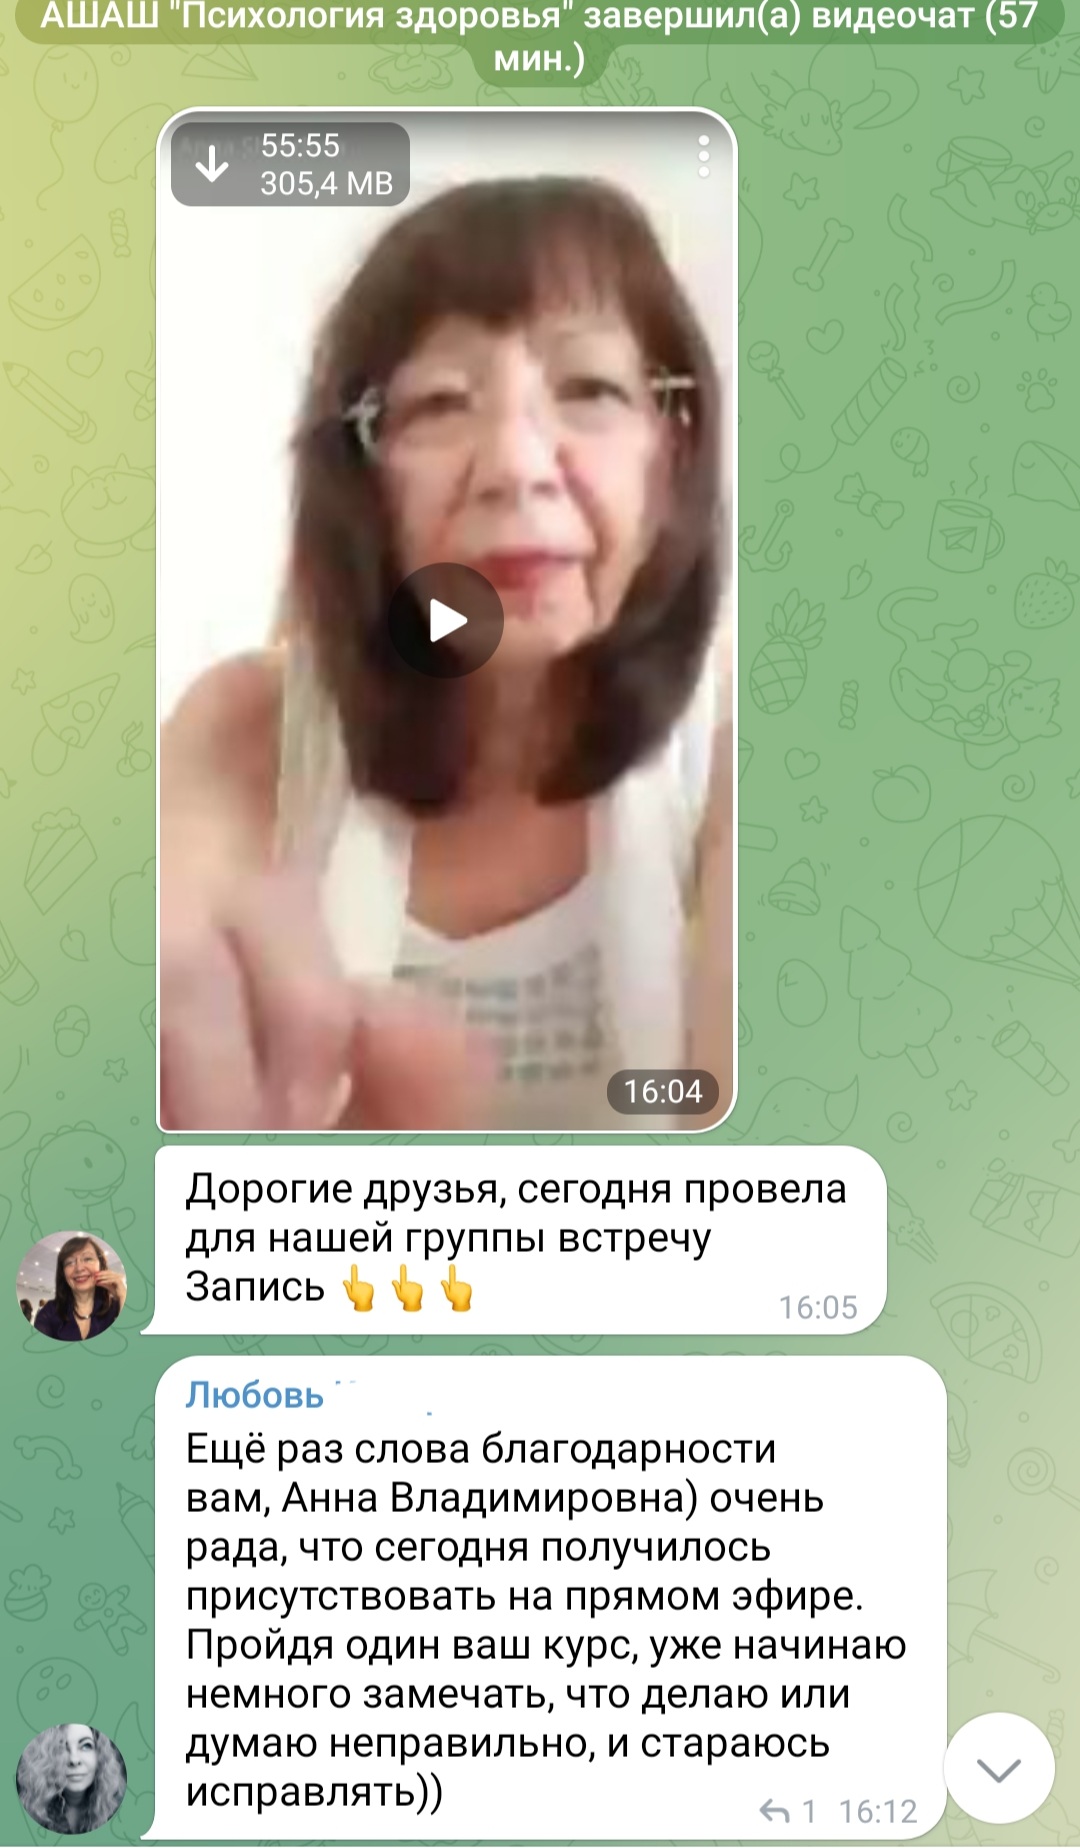 АШАШ "Психология здоровья" завершил(а) видеочат (57
мин.)
55:55
305,4 MB
16:04
Дорогие друзья, сегодня провела
для нашей группы встречу
Запись 👆👆👆
16:05
Любовь
Ещё раз слова благодарности
вам, Анна Владимировна) очень
рада, что сегодня получилось
присутствовать на прямом эфире.
Пройдя один ваш курс, уже начинаю
немного замечать, что делаю или
думаю неправильно, и стараюсь
исправлять))
1 16:12